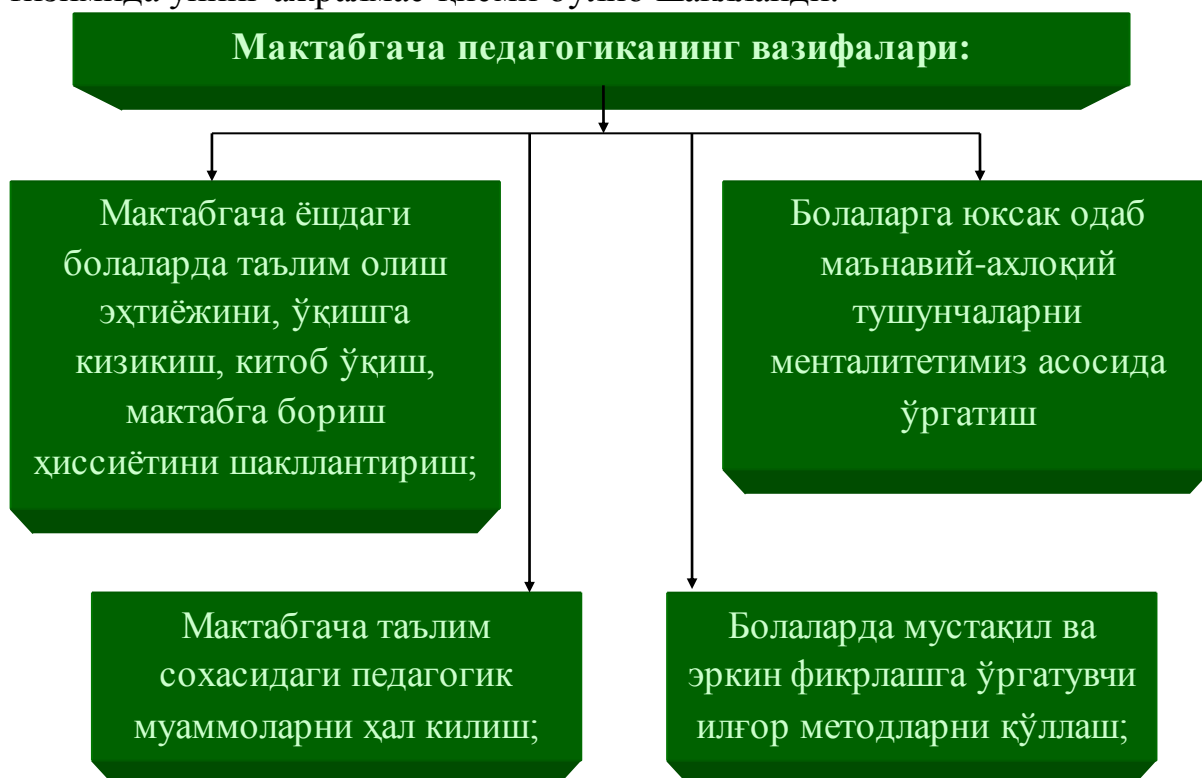 Мактабгача педагогиканинг вазифалари:
Мактабгача ёшдаги
болаларда таълим олиш
эҳтиёжини, ўқишга
кизикиш, китоб ўқиш,
мактабга бориш
ҳиссиётини шакллантириш;
Болаларга юксак одаб
маънавий-ахлоқий
тушунчаларни
менталитетимиз асосида
ўргатиш
Мактабгача таълим
сохасидаги педагогик
муаммоларни ҳал килиш;
Болаларда мустақил ва
эркин фикрлашга ўргатувчи
илғор методларни қўллаш;